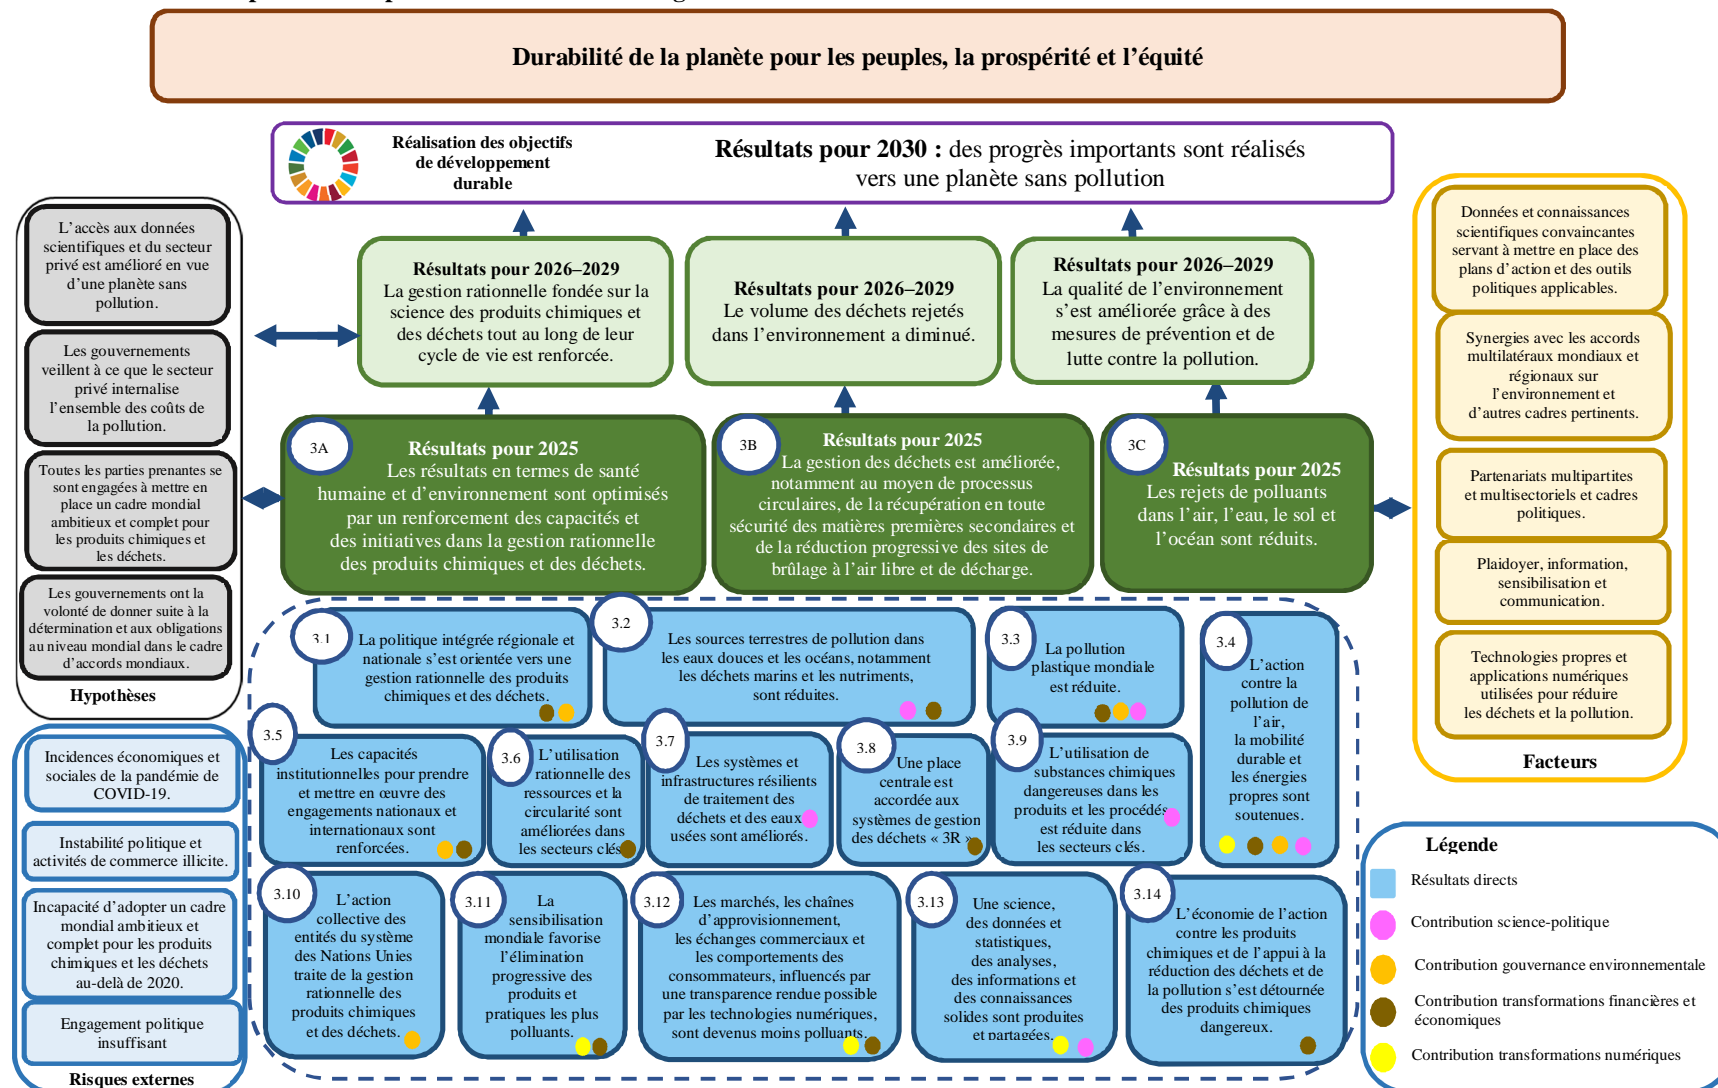 Durabilité de la planète pour les peuples, la prospérité et l’équité
Réalisation des objectifs
de développement
durable
Résultats pour 2030 : des progrès importants sont réalisés
vers une planète sans pollution
L’accès aux données
scientifiques et du secteur
privé est amélioré en vue
d’une planète sans
pollution.
Les gouvernements
veillent à ce que le secteur
privé internalise
l’ensemble des coûts de
la pollution.
Toutes les parties prenantes se
sont engagées à mettre en
place un cadre mondial
ambitieux et complet pour
les produits chimiques et
les déchets.
Les gouvernements ont la
volonté de donner suite à la
détermination et aux obligations
au niveau mondial dans le cadre
d’accords mondiaux.
Hypothèses
Incidences économiques et
sociales de la pandémie de
COVID-19.
Instabilité politique et
activités de commerce illicite.
Incapacité d’adopter un cadre
mondial ambitieux et
complet pour les produits
chimiques et les déchets
au-delà de 2020.
Engagement politique
insuffisant
Risques externes
Résultats pour 2026–2029
La gestion rationnelle fondée sur la
science des produits chimiques et
des déchets tout au long de leur
cycle de vie est renforcée.
Résultats pour 2026–2029
Le volume des déchets rejetés
dans l’environnement a diminué.
Résultats pour 2026–2029
La qualité de l’environnement
s’est améliorée grâce à des
mesures de prévention et de
lutte contre la pollution.
3A
Résultats pour 2025
Les résultats en termes de santé
humaine et d’environnement sont optimisés
par un renforcement des capacités et
des initiatives dans la gestion rationnelle
des produits chimiques et des déchets.
3B
Résultats pour 2025
La gestion des déchets est améliorée,
notamment au moyen de processus
circulaires, de la récupération en toute
sécurité des matières premières secondaires et
de la réduction progressive des sites de
brûlage à l’air libre et de décharge.
3C
Résultats pour 2025
Les rejets de polluants
dans l’air, l’eau, le sol et
l’océan sont réduits.
3.1
La politique intégrée régionale et
nationale s’est orientée vers une
gestion rationnelle des produits
chimiques et des déchets.
3.2
Les sources terrestres de pollution dans
les eaux douces et les océans, notamment
les déchets marins et les nutriments,
sont réduites.
3.3
La pollution
plastique mondiale
est réduite.
3.4
L’action
contre la
pollution de
l’air,
la mobilité
durable et
les énergies
propres sont
soutenues.
3.5
Les capacités
institutionnelles pour prendre
et mettre en œuvre des
engagements nationaux et
internationaux sont
renforcées.
3.6
L’utilisation
rationnelle des
ressources et la
circularité sont
améliorées dans
les secteurs clés
3.7
Les systèmes et
infrastructures résilients
de traitement des
déchets et des eaux
usées sont améliorés.
3.8
Une place
centrale est
accordée aux
systèmes de gestion
des déchets « 3R »
3.9
L’utilisation de
substances chimiques
dangereuses dans les
produits et les procédés
est réduite dans
les secteurs clés.
3.10
L’action
collective des
entités du système
des Nations Unies
traite de la gestion
rationnelle des
produits chimiques
et des déchets.
3.11
La
sensibilisation
mondiale favorise
l’élimination
progressive des
produits et
pratiques les plus
polluants.
3.12
Les marchés, les chaînes
d’approvisionnement,
les échanges commerciaux et
les comportements des
consommateurs, influencés par
une transparence rendue possible
par les technologies numériques,
sont devenus moins polluants.
3.13
Une science,
des données et
statistiques,
des analyses,
des informations et
des connaissances
solides sont produites
et partagées.
3.14
L’économie de l’action
contre les produits
chimiques et de l’appui à la
réduction des déchets et de
la pollution s’est détournée
des produits chimiques
dangereux.
Données et connaissances
scientifiques convaincantes
servant à mettre en place des
plans d’action et des outils
politiques applicables.
Synergies avec les accords
multilatéraux mondiaux et
régionaux sur
l’environnement et
d’autres cadres pertinents.
Partenariats multipartites
et multisectoriels et cadres
politiques.
Plaidoyer, information,
sensibilisation et
communication.
Technologies propres et
applications numériques
utilisées pour réduire
les déchets et la pollution.
Facteurs
Légende
Résultats directs
Contribution science-politique
Contribution gouvernance environnementale
Contribution transformations financières et
économiques
Contribution transformations numériques